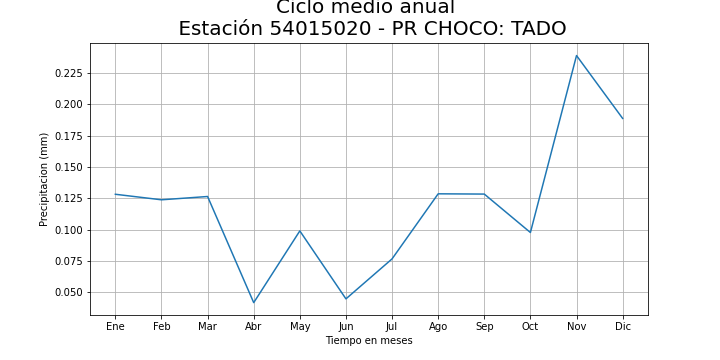 Ciclo medio anual
Estación 54015020 - PR CHOCO: TADO
Precipitacion (mm)
0.225
0.200
0.175
0.150
0.125
0.100
0.075
0.050
Ene Feb Mar Abr May Jun Jul Ago Sep Oct Nov Dic
Tiempo en meses